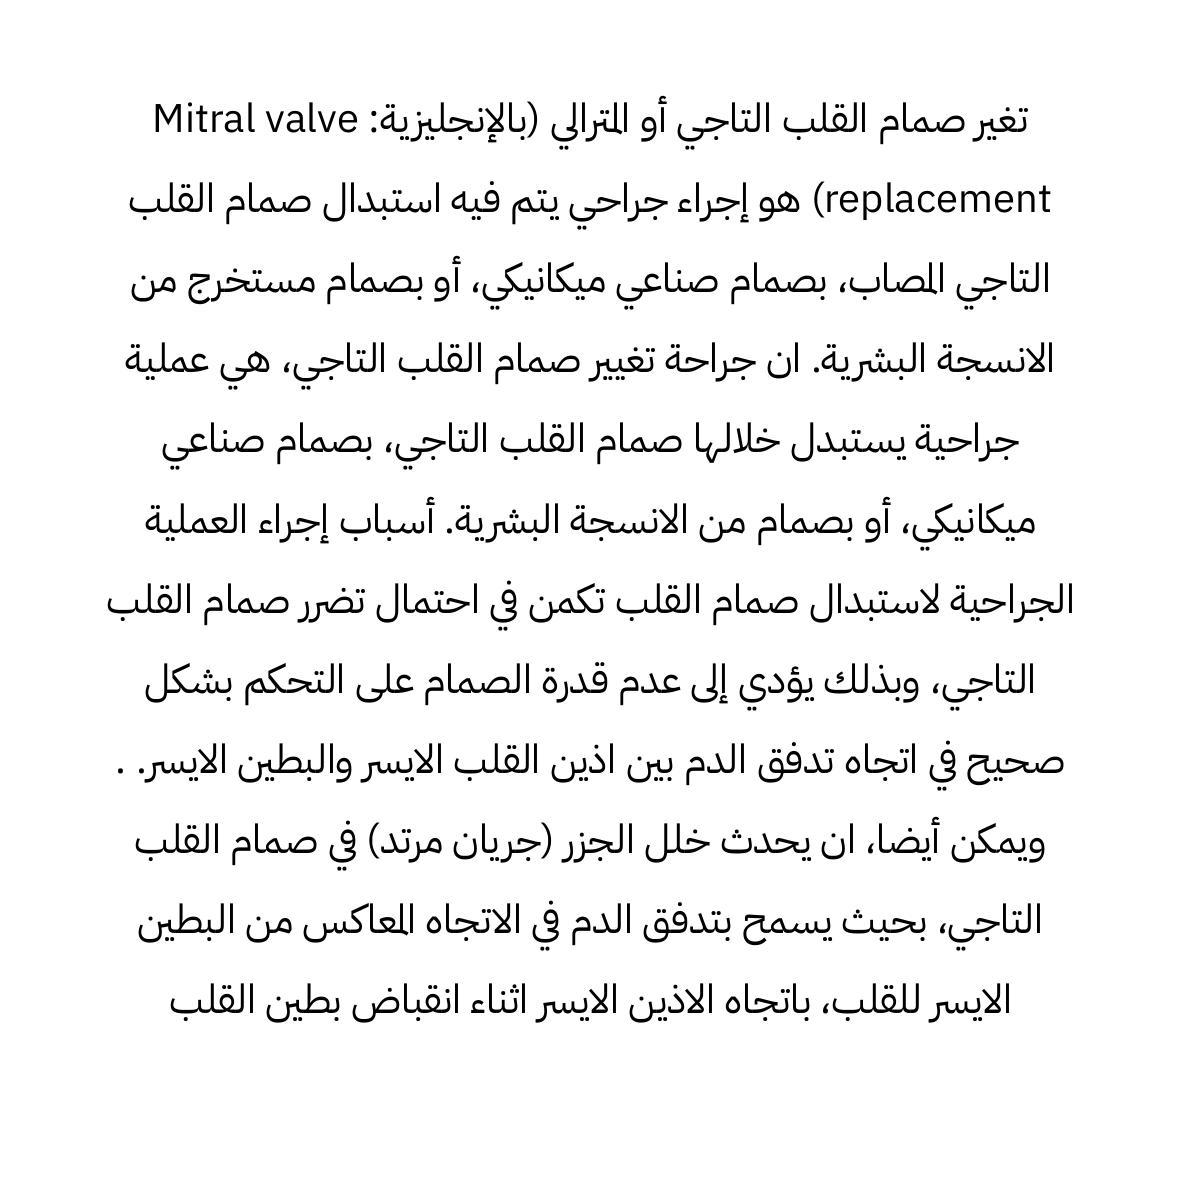 تغير صمام القلب التاجي أو المترالي (بالإنجليزية: Mitral valve
replacement) هو إجراء جراحي يتم فيه استبدال صمام القلب
التاجي المصاب، بصمام صناعي ميكانيكي، أو بصمام مستخرج من
الانسجة البشرية. ان جراحة تغيير صمام القلب التاجي، هي عملية
جراحية يستبدل خلالها صمام القلب التاجي، بصمام صناعي
ميكانيكي، أو بصمام من الانسجة البشرية. أسباب إجراء العملية
الجراحية لاستبدال صمام القلب تكمن في احتمال تضرر صمام القلب
التاجي، وبذلك يؤدي إلى عدم قدرة الصمام على التحكم بشكل
صحيح في اتجاه تدفق الدم بين اذين القلب الايسر والبطين الايسر. .
ويمكن أيضا، ان يحدث خلل الجزر (جريان مرتد) في صمام القلب
التاجي، بحيث يسمح بتدفق الدم في الاتجاه المعاكس من البطين
الايسر للقلب، باتجاه الاذين الايسر اثناء انقباض بطين القلب